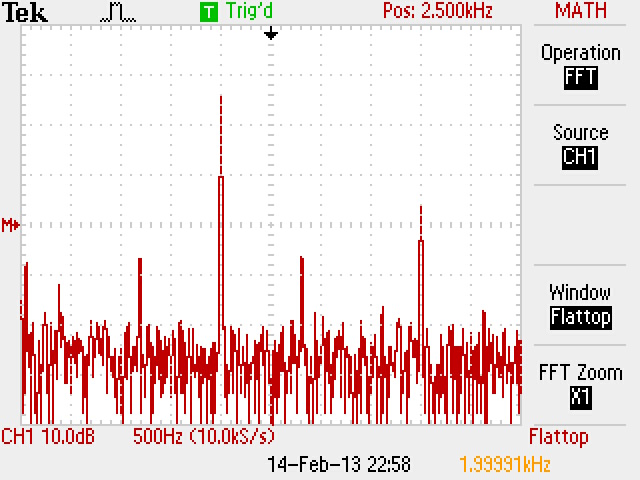 Tek T Trig'd Pos: 2.500kHz MATH
Operation
FFT
Source
CH1
M
Window
Flattop
FFT Zoom
X1
CH1 10.0dB 500Hz (10.0kS/s) Flattop
14-Feb-13 22:58 1.99991kHz